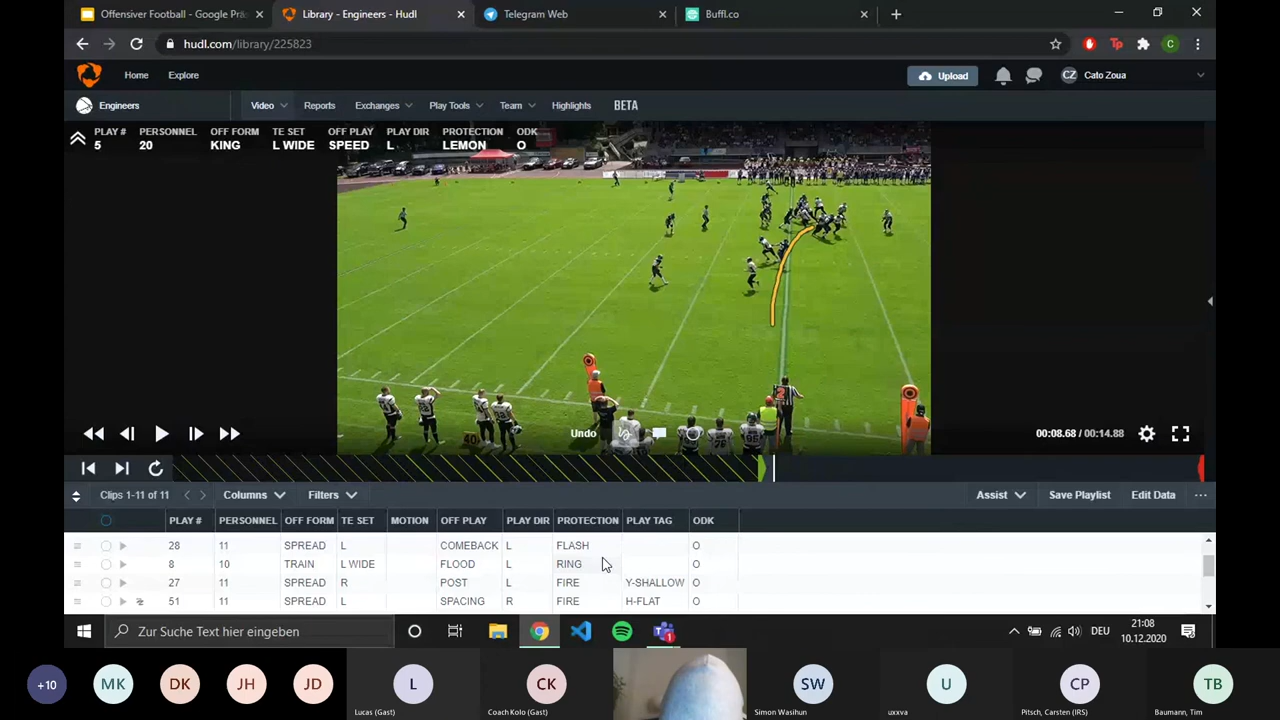 Offensiver Football - Google Prä
Library - Engineers - Hudl
Telegram Web
Buffl.co
hudl.com/library/225823
Tp
C
Home
Explore
Upload
CZ
Cato Zoua
Engineers
Video
Reports
Exchanges
Play Tools
Team
Highlights
BETA
PLAY # PERSONNEL OFF FORM TE SET OFF PLAY PLAY DIR PROTECTION ODK
5 20 KING L WIDE SPEED L LEMON O
2
40
Undo
00:08.68 / 00:14.88
Clips 1-11 of 11
Columns
Filters
Assist
Save Playlist
Edit Data
PLAY # PERSONNEL OFF FORM TE SET MOTION OFF PLAY PLAY DIR PROTECTION PLAY TAG ODK
28 11 SPREAD L COMEBACK L FLASH O
8 10 TRAIN L WIDE FLOOD L RING O
27 11 SPREAD R POST L FIRE Y-SHALLOW O
51 11 SPREAD L SPACING R FIRE H-FLAT O
Zur Suche Text hier eingeben
1
DEU
21:08
10.12.2020
+10
MK
DK
JH
JD
L
Lucas (Gast)
CK
Coach Kolo (Gast)
SW
Simon Wasihun
U
uxxva
CP
Pitsch, Carsten (IRS)
TB
Baumann, Tim